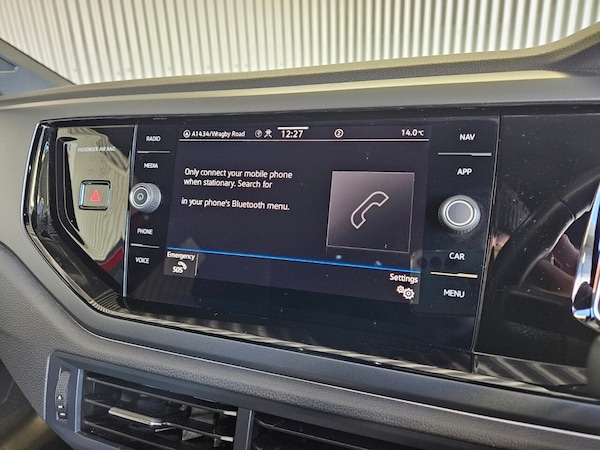 PASSENGER AIR BAG
RADIO
MEDIA
PHONE
VOICE
A1434/Wragby Road
12:27
2
14.0°C
Only connect your mobile phone
when stationary. Search for
in your phone's Bluetooth menu.
Emergency
SOS
Settings
NAV
APP
CAR
MENU